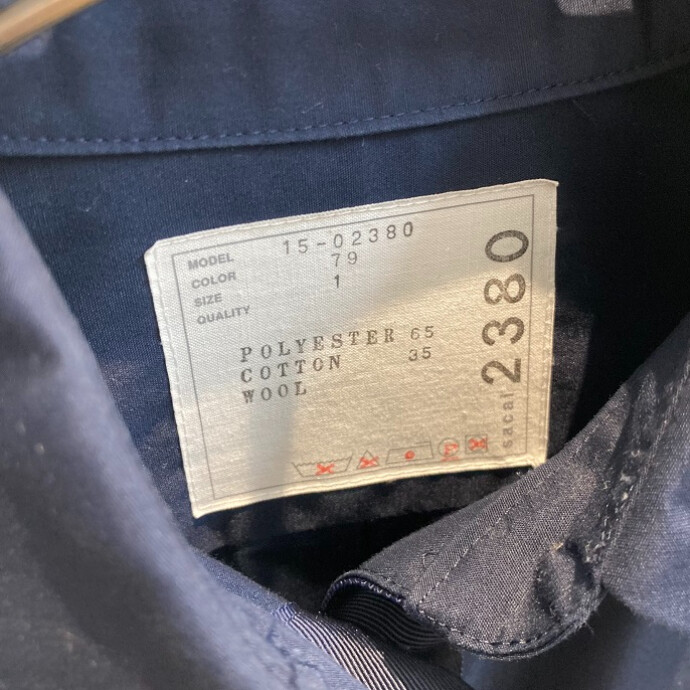 MODEL 15-02380
COLOR 79
SIZE 1
QUALITY
POLYESTER 65
COTTON 35
WOOL
sacai 2380